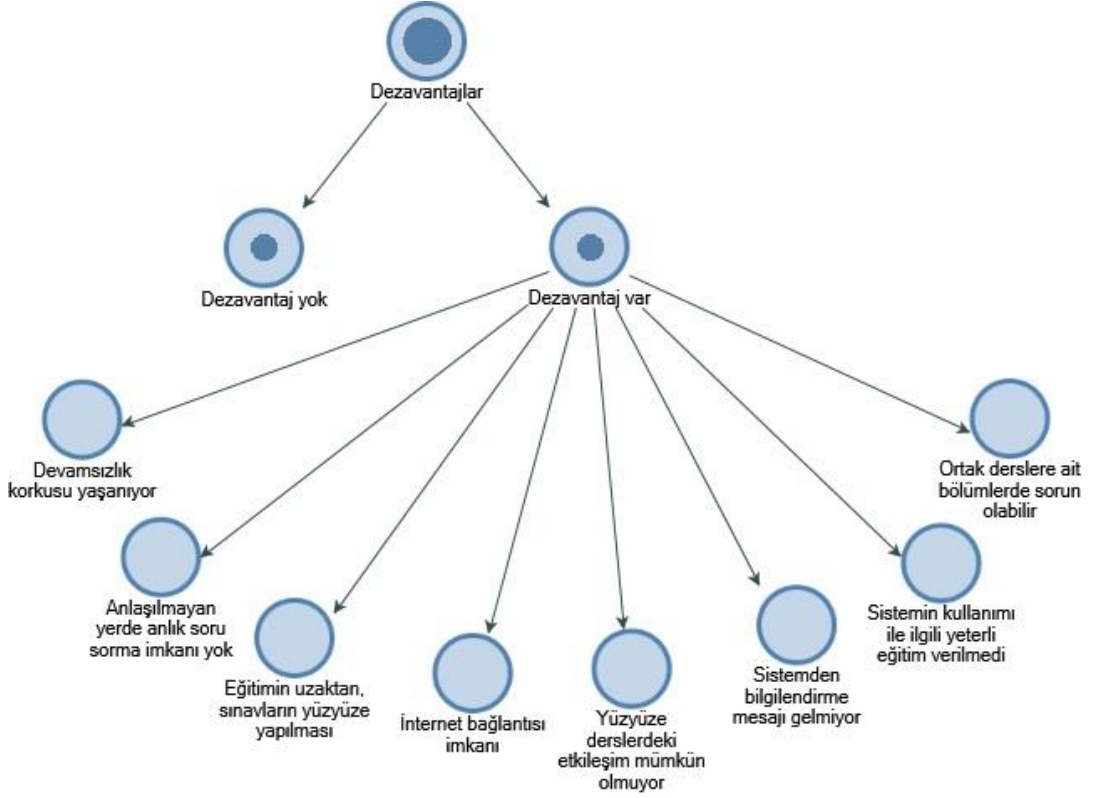 Dezavantajlar
Dezavantaj yok
Dezavantaj var
Devamsızlık
korkusu yaşanıyor
Anlaşılmayan
yerde anlık soru
sorma imkanı yok
Eğitimin uzaktan,
sınavların yüzyüze
yapılması
İnternet bağlantısı
imkanı
Yüzyüze
derslerdeki
etkileşim mümkün
olmuyor
Sistemden
bilgilendirme
mesajı gelmiyor
Sistemin kullanımı
ile ilgili yeterli
eğitim verilmedi
Ortak derslere ait
bölümlerde sorun
olabilir